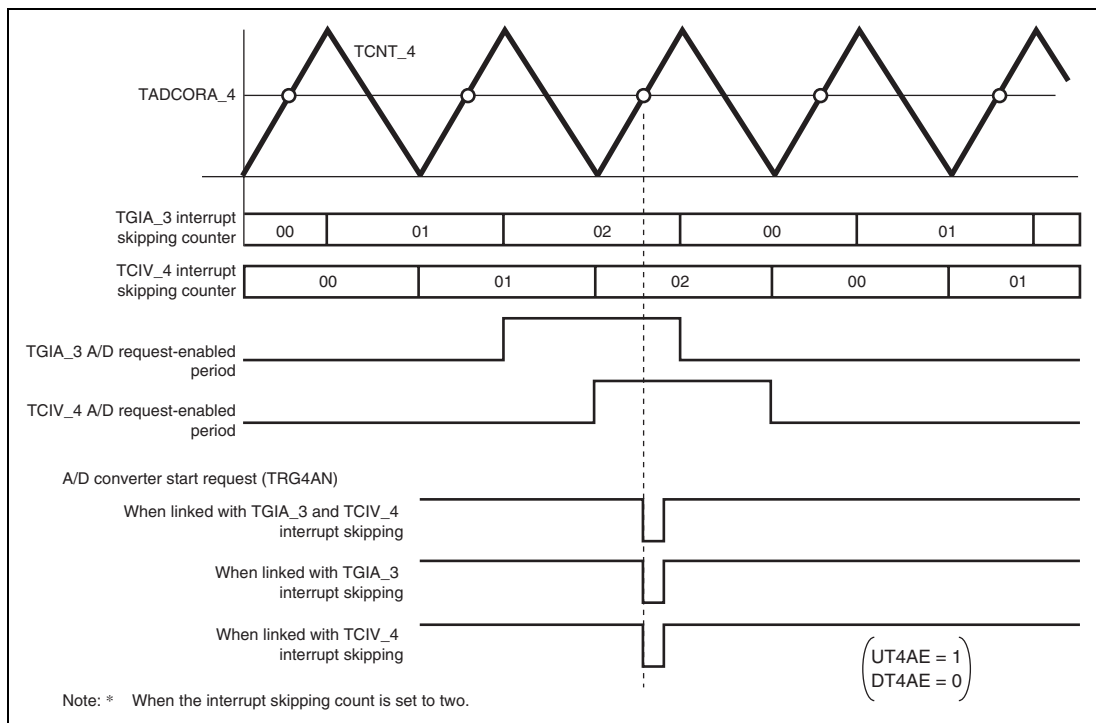 TCNT_4
TADCORA_4
TGIA_3 interrupt
skipping counter
00 01 02 00 01
TCIV_4 interrupt
skipping counter
00 01 02 00 01
TGIA_3 A/D request-enabled
period
TCIV_4 A/D request-enabled
period
A/D converter start request (TRG4AN)
When linked with TGIA_3 and TCIV_4
interrupt skipping
When linked with TGIA_3
interrupt skipping
When linked with TCIV_4
interrupt skipping
UT4AE = 1
DT4AE = 0
Note: * When the interrupt skipping count is set to two.